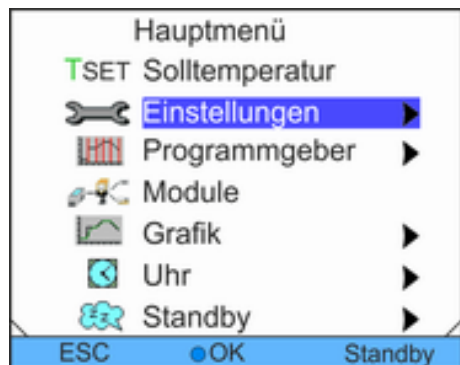 Hauptmenü
TSET Solltemperatur
Einstellungen
Programmgeber
Module
Grafik
Uhr
Standby
ESC OK Standby